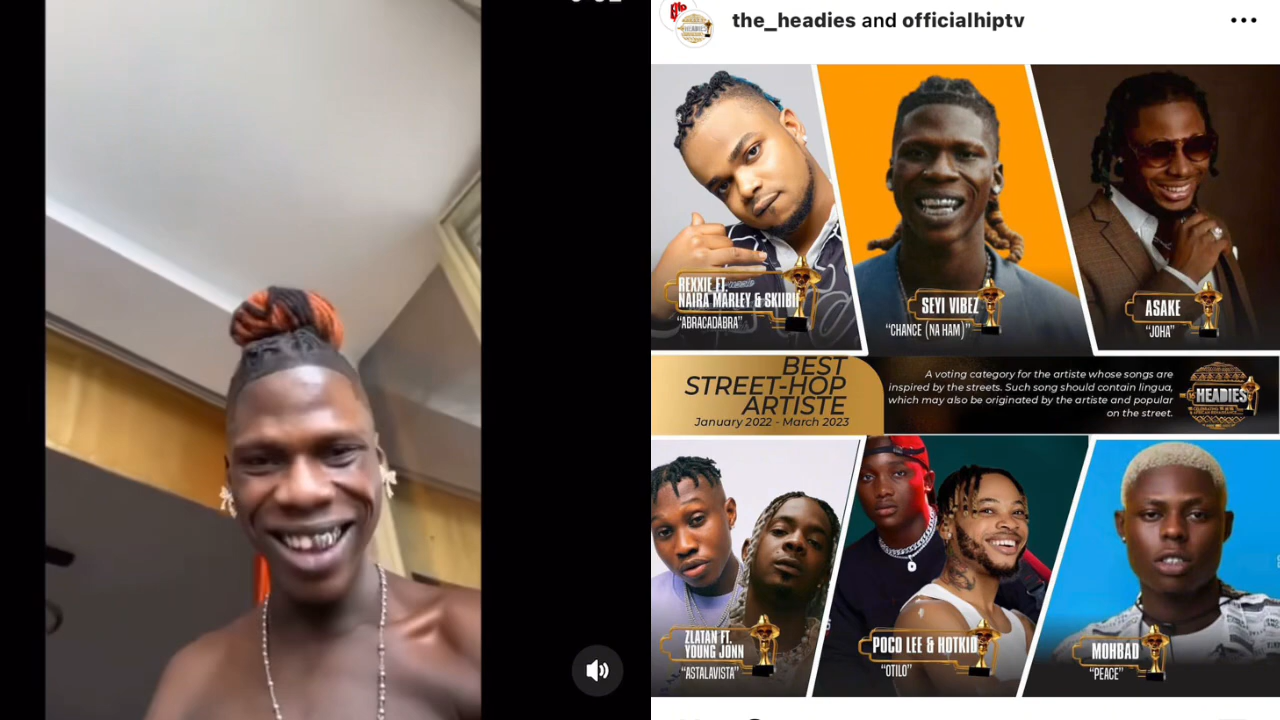 the_headies and officialhiptv
REXXIE FT.
NAIRA MARLEY & SKIIBII
"ABRACADABRA"
SEYI VIBEZ
"CHANCE (NA HAM)"
ASAKE
"JOHA"
BEST
STREET-HOP
ARTISTE
January 2022 - March 2023
A voting category for the artiste whose songs are
inspired by the streets. Such song should contain lingua,
which may also be originated by the artiste and popular
on the street.
HEADIES
ZLATAN FT.
YOUNG JONN
"ASTALAVISTA"
POCO LEE & HOTKID
"OTILO"
MOHBAD
"PEACE"